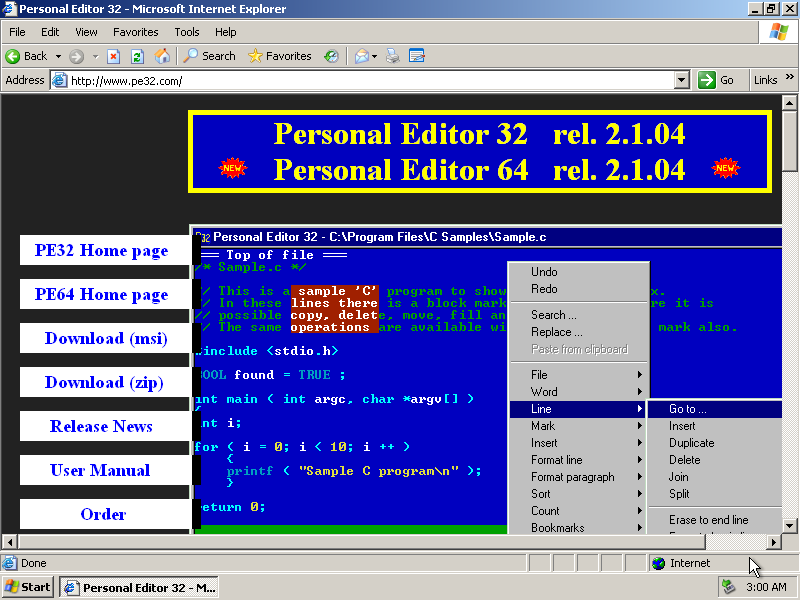 Personal Editor 32 - Microsoft Internet Explorer
File Edit View Favorites Tools Help
Back Search Favorites
Address http://www.pe32.com/ Go Links »
Personal Editor 32 rel. 2.1.04
NEW Personal Editor 64 rel. 2.1.04 NEW
Personal Editor 32 - C:\Program Files\C Samples\Sample.c
=== Top of file ===
/* Sample.c */
PE32 Home page
PE64 Home page
Download (msi)
Download (zip)
Release News
User Manual
Order
// This is a sample 'C' program to show
// In these lines there is a block mark re it is
// possible copy, delete, move, fill an
// The same operations are available wi mark also.
#include <stdio.h>
BOOL found = TRUE ;
int main ( int argc, char *argv[] )
{
int i;
for ( i = 0; i < 10; i ++ )
{
printf ( "Sample C program\n" );
}
return 0;
Undo
Redo
Search ...
Replace ...
Paste from clipboard
File
Word
Line
Mark
Insert
Format line
Format paragraph
Sort
Count
Bookmarks
Go to ...
Insert
Duplicate
Delete
Join
Split
Erase to end line
Done Internet
Start Personal Editor 32 - M... 3:00 AM